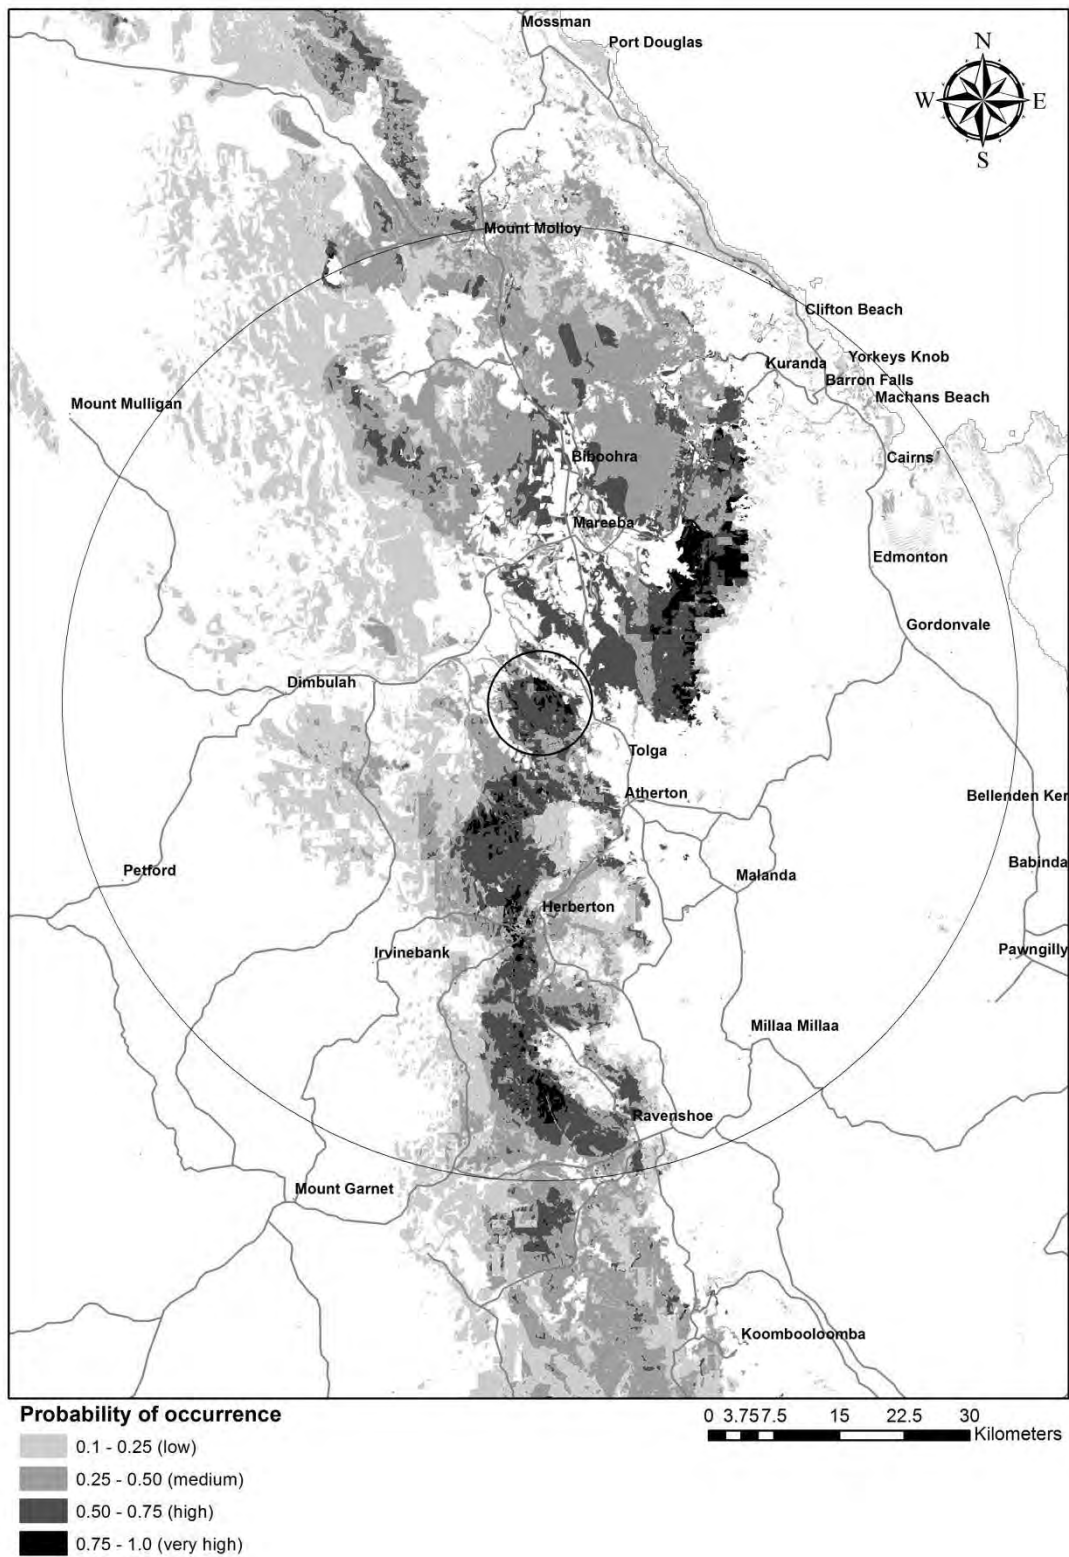 Mossman
Port Douglas
N
W E
S
Mount Molloy
Clifton Beach
Yorkeys Knob
Kuranda
Barron Falls
Machans Beach
Mount Mulligan
Biboohra
Cairns
Mareeba
Edmonton
Gordonvale
Dimbulah
Tolga
Atherton
Bellenden Ker
Babinda
Petford
Malanda
Herberton
Irvinebank
Pawngilly
Millaa Millaa
Ravenshoe
Mount Garnet
Koombooloomba
Probability of occurrence
0 3.75 7.5 15 22.5 30
Kilometers
0.1 - 0.25 (low)
0.25 - 0.50 (medium)
0.50 - 0.75 (high)
0.75 - 1.0 (very high)